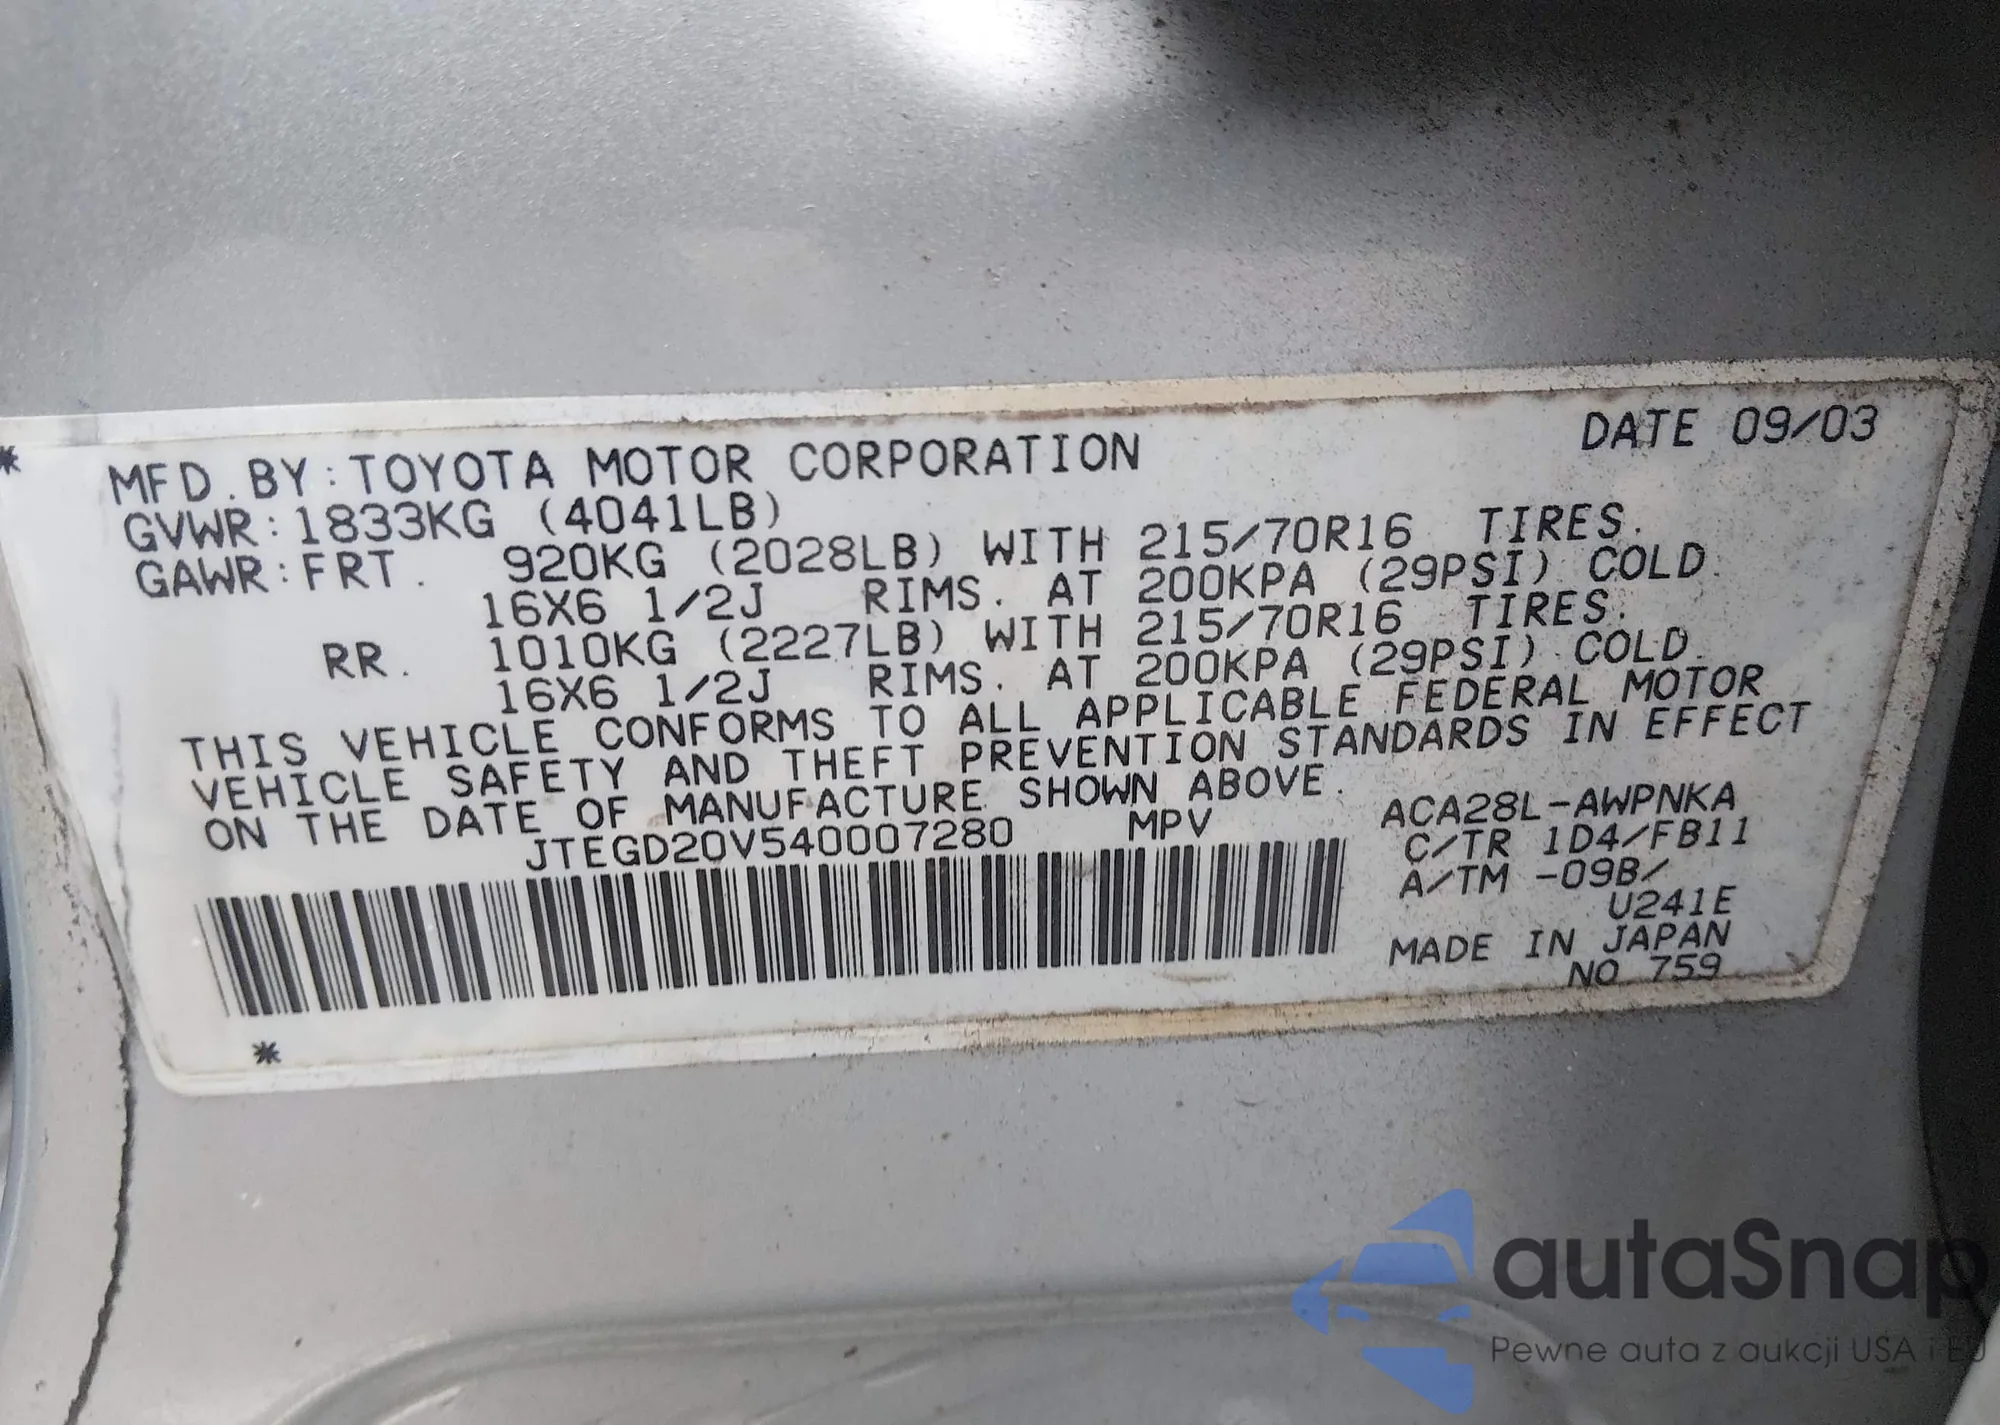 MFD.BY:TOYOTA MOTOR CORPORATION DATE 09/03
GVWR:1833KG (4041LB)
GAWR:FRT. 920KG (2028LB) WITH 215/70R16 TIRES.
16X6 1/2J RIMS. AT 200KPA (29PSI) COLD.
RR. 1010KG (2227LB) WITH 215/70R16 TIRES.
16X6 1/2J RIMS. AT 200KPA (29PSI) COLD.
THIS VEHICLE CONFORMS TO ALL APPLICABLE FEDERAL MOTOR
VEHICLE SAFETY AND THEFT PREVENTION STANDARDS IN EFFECT
ON THE DATE OF MANUFACTURE SHOWN ABOVE.
JTEGD20V540007280 MPV
ACA28L-AWPNKA
C/TR 1D4/FB11
A/TM -09B/
U241E
MADE IN JAPAN
NO 759
*
*
autaSnap
Pewne auta z aukcji USA i EU